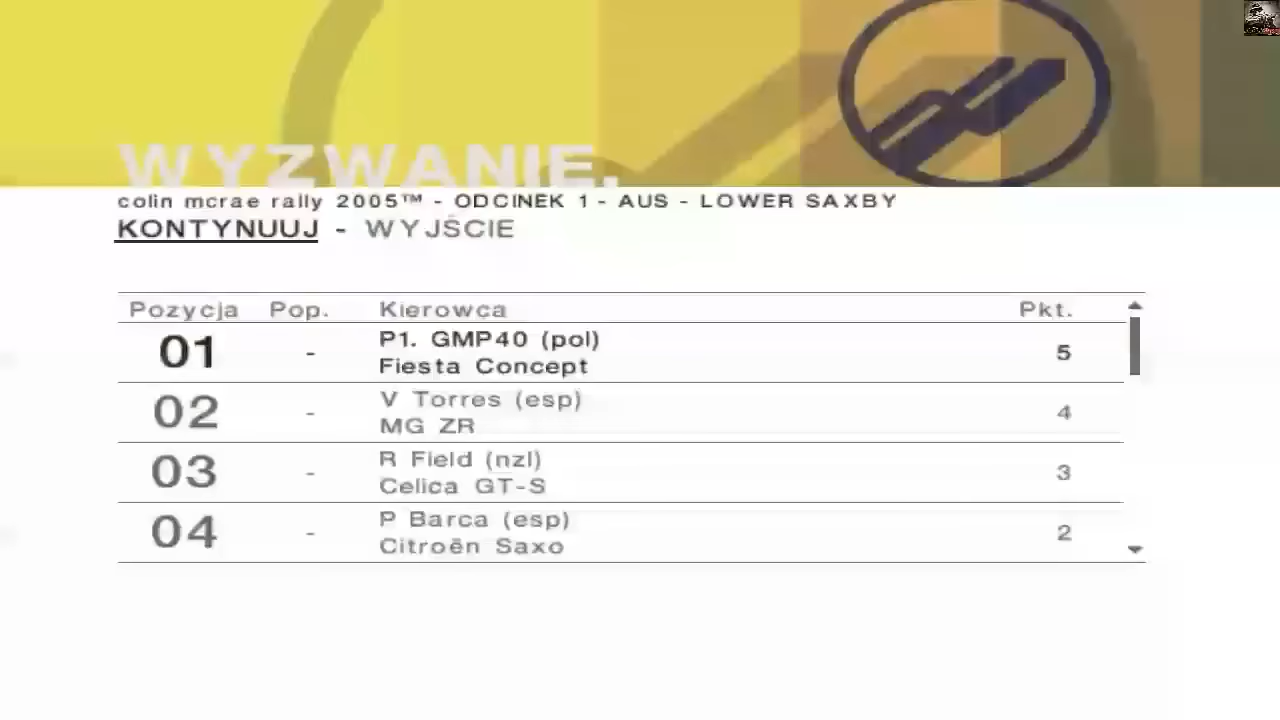 WYZWANIE.
colin mcrae rally 2005™ - ODCINEK 1 - AUS - LOWER SAXBY
KONTYNUUJ - WYJŚCIE
Pozycja Pop. Kierowca Pkt.
01 - P1. GMP40 (pol) 5
Fiesta Concept
02 - V Torres (esp) 4
MG ZR
03 - R Field (nzl) 3
Celica GT-S
04 - P Barca (esp) 2
Citroën Saxo